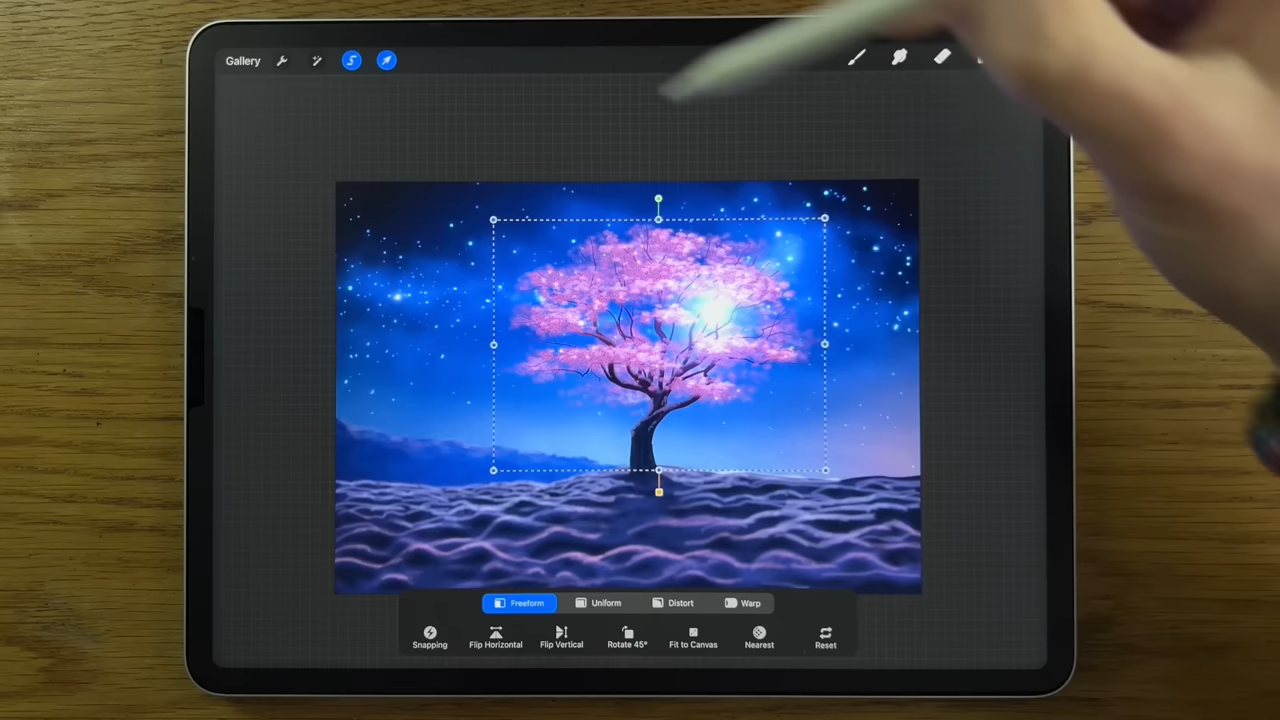 Gallery
Freeform Uniform Distort Warp
Snapping Flip Horizontal Flip Vertical Rotate 45° Fit to Canvas Nearest Reset